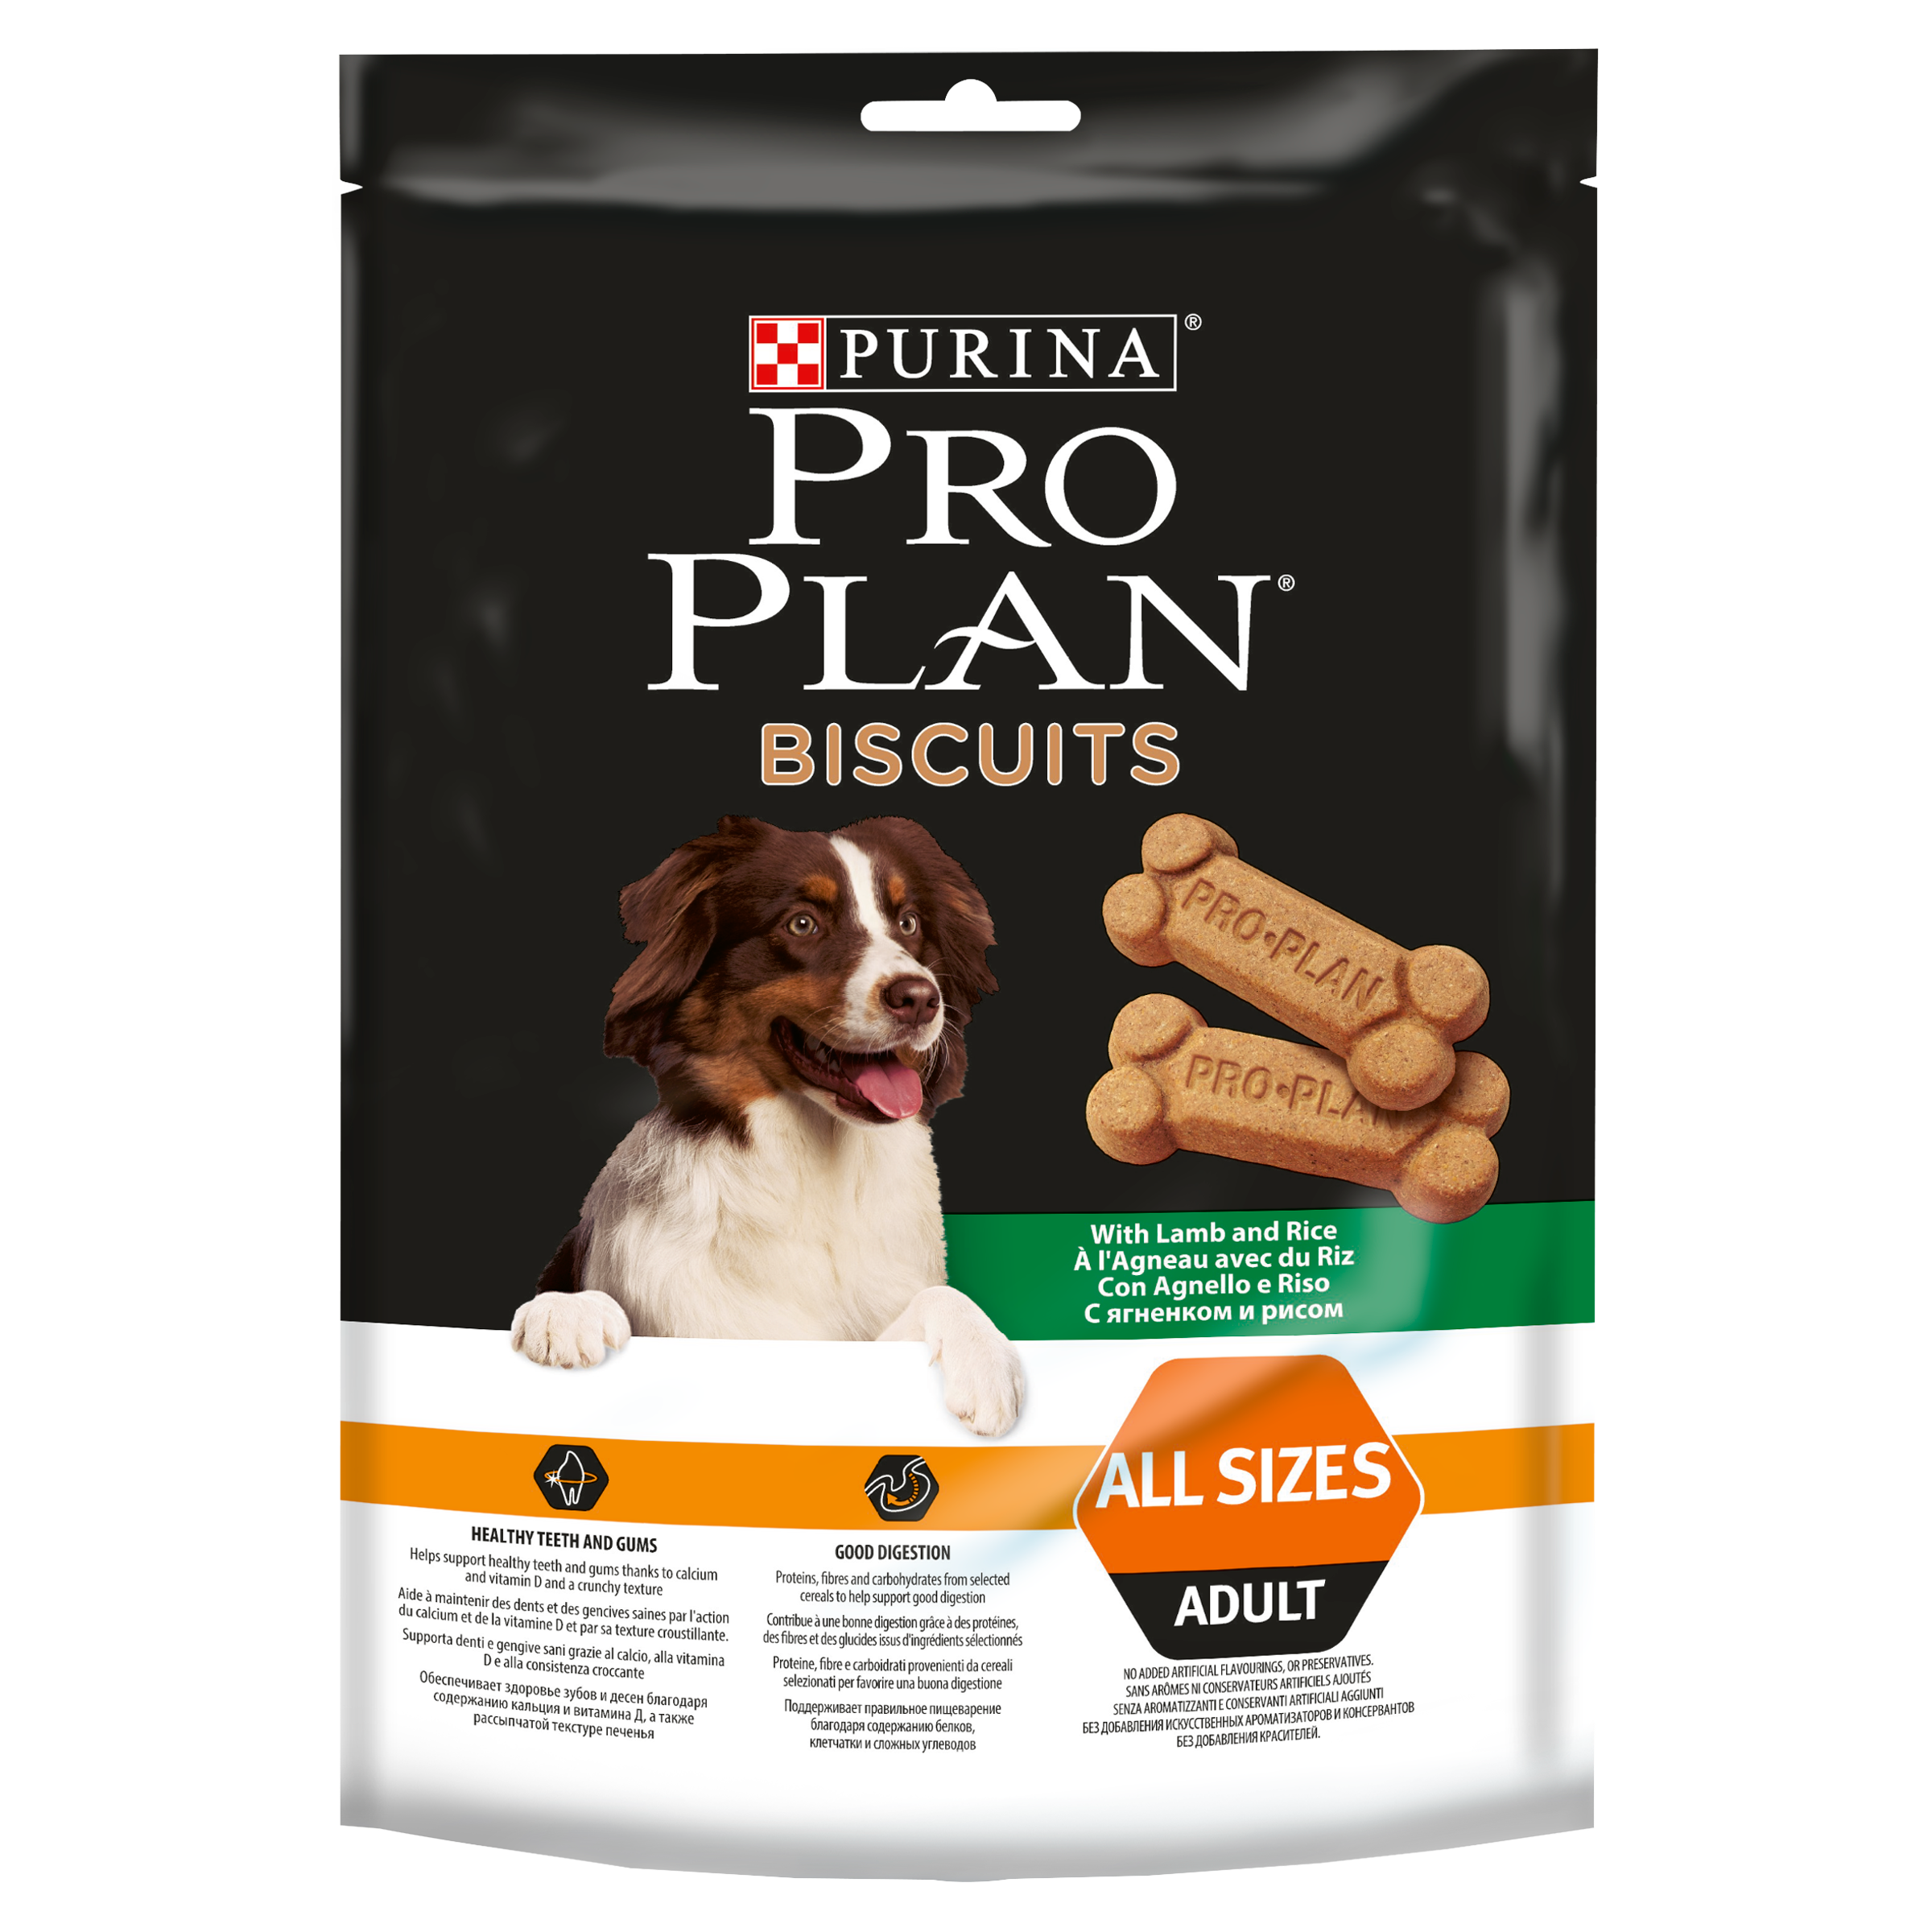 PURINA®
PRO
PLAN®
BISCUITS
PRO•PLAN
PRO•PLAN
With Lamb and Rice
À l'Agneau avec du Riz
Con Agnello e Riso
С ягненком и рисом
ALL SIZES
ADULT
HEALTHY TEETH AND GUMS
Helps support healthy teeth and gums thanks to calcium
and vitamin D and a crunchy texture
Aide à maintenir des dents et des gencives saines par l'action
du calcium et de la vitamine D et par sa texture croustillante.
Supporta denti e gengive sani grazie al calcio, alla vitamina
D e alla consistenza croccante
Обеспечивает здоровье зубов и десен благодаря
содержанию кальция и витамина Д, а также
рассыпчатой текстуре печенья
GOOD DIGESTION
Proteins, fibres and carbohydrates from selected
cereals to help support good digestion
Contribue à une bonne digestion grâce à des protéines,
des fibres et des glucides issus d'ingrédients sélectionnés
Proteine, fibre e carboidrati provenienti da cereali
selezionati per favorire una buona digestione
Поддерживает правильное пищеварение
благодаря содержанию белков,
клетчатки и сложных углеводов
NO ADDED ARTIFICIAL FLAVOURINGS, OR PRESERVATIVES.
SANS ARÔMES NI CONSERVATEURS ARTIFICIELS AJOUTÉS
SENZA AROMATIZZANTI E CONSERVANTI ARTIFICIALI AGGIUNTI
БЕЗ ДОБАВЛЕНИЯ ИСКУССТВЕННЫХ АРОМАТИЗАТОРОВ И КОНСЕРВАНТОВ
БЕЗ ДОБАВЛЕНИЯ КРАСИТЕЛЕЙ.